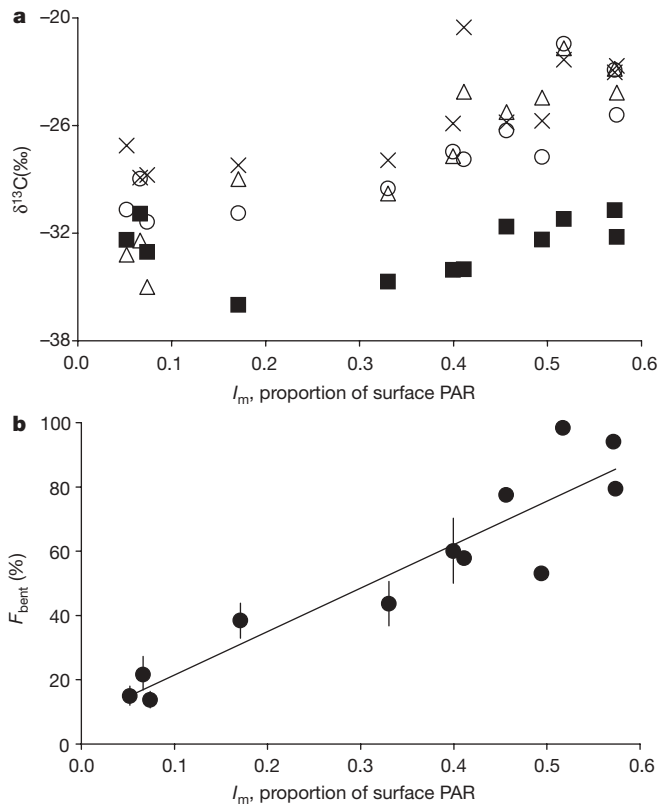 a
δ¹³C(‰)
−20
−26
−32
−38
0.0 0.1 0.2 0.3 0.4 0.5 0.6
Iₘ, proportion of surface PAR
b
F_bent (%)
100
80
60
40
20
0
0.0 0.1 0.2 0.3 0.4 0.5 0.6
Iₘ, proportion of surface PAR